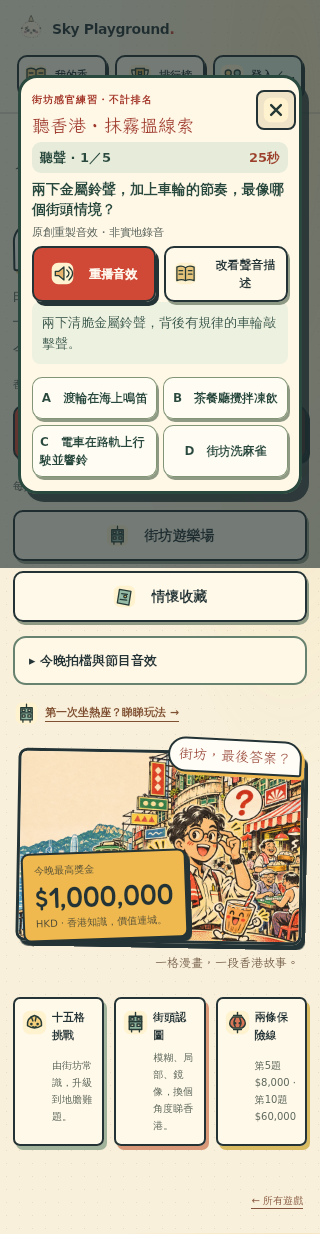 Sky Playground.
街坊感官練習・不計排名
聽香港・抹霧搵線索
聽聲・1／5
25秒
兩下金屬鈴聲，加上車輪的節奏，最像哪
個街頭情境？
原創重製音效・非實地錄音
重播音效
改看聲音描
述
兩下清脆金屬鈴聲，背後有規律的車輪敲
擊聲。
A 渡輪在海上鳴笛
B 茶餐廳攪拌凍飲
C 電車在路軌上行
駛並響鈴
D 街坊洗麻雀
街坊遊樂場
情懷收藏
▸ 今晚拍檔與節目音效
第一次坐熱座？睇睇玩法 →
街坊，最後答案？
?
今晚最高獎金
$1,000,000
HKD・香港知識，價值連城。
一格漫畫，一段香港故事。
十五格
挑戰
由街坊常
識，升級
到地膽難
題。
街頭認
圖
模糊、局
部、鏡
像，換個
角度睇香
港。
兩條保
險線
第5題
$8,000・
第10題
$60,000
← 所有遊戲